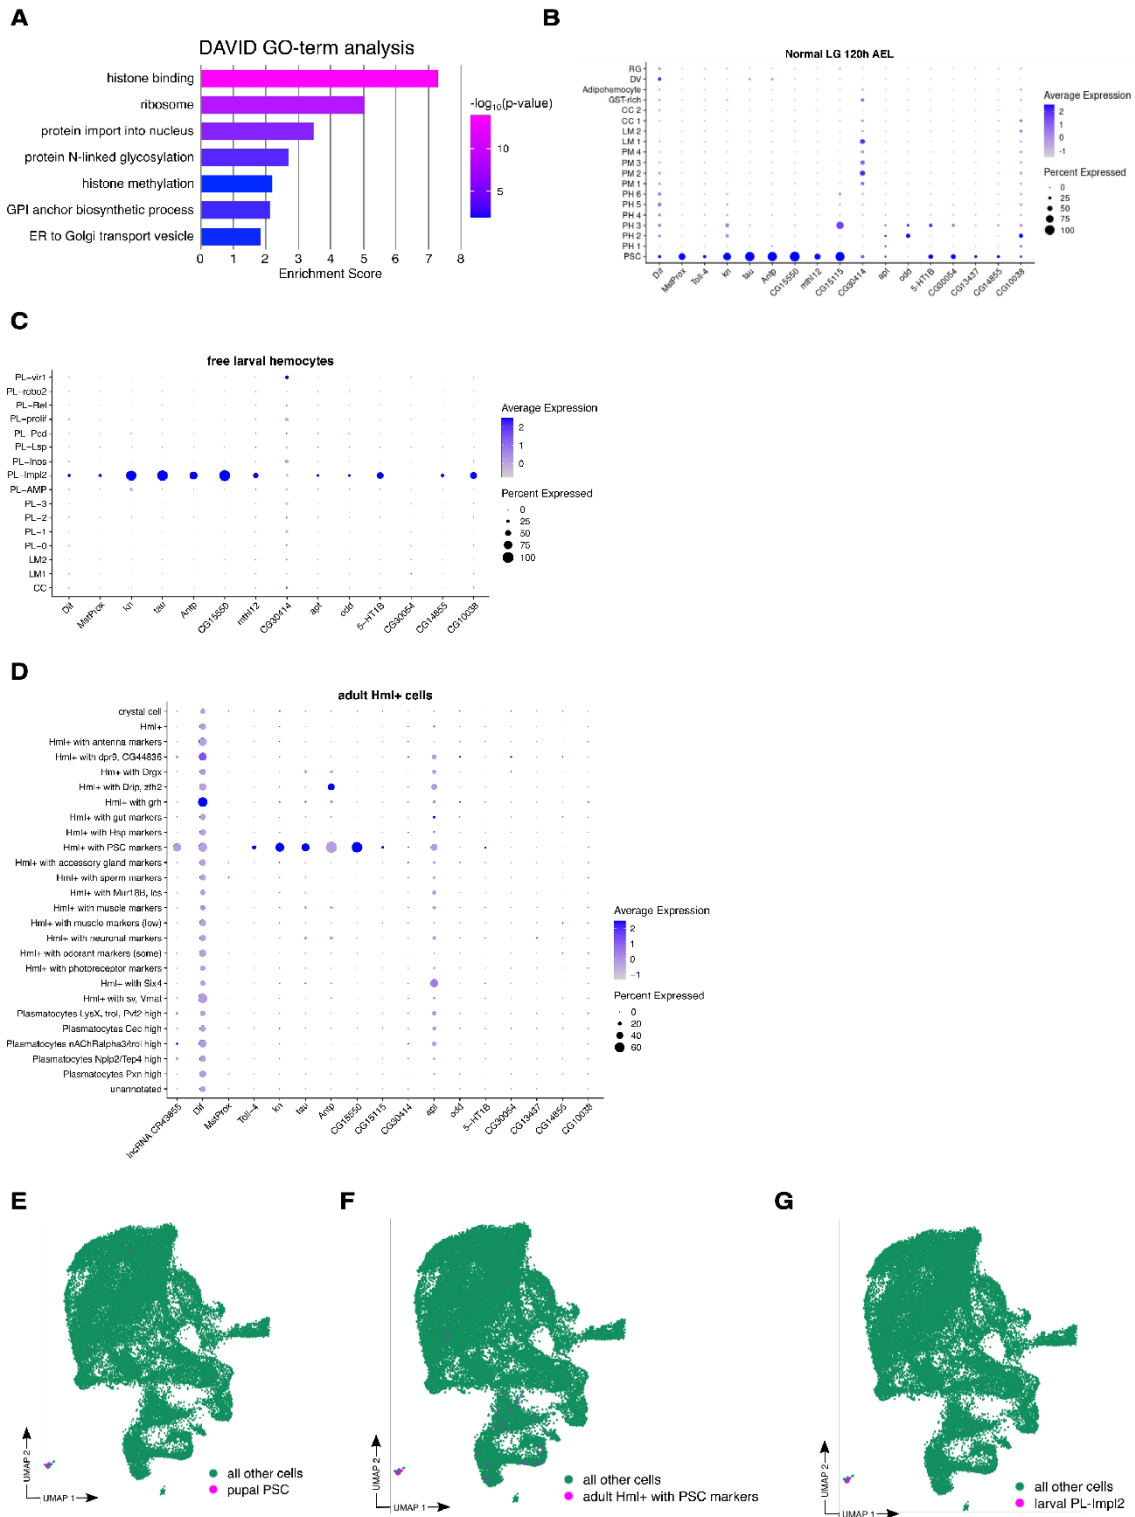 A
DAVID GO-term analysis
histone binding
ribosome
protein import into nucleus
protein N-linked glycosylation
histone methylation
GPI anchor biosynthetic process
ER to Golgi transport vesicle
0 1 2 3 4 5 6 7 8
Enrichment Score
-log10(p-value)
10
5
B
Normal LG 120h AEL
RG
DV
Adipohemocyte
GST-rich
CC 2
CC 1
LM 2
LM 1
PM 4
PM 3
PM 2
PM 1
PH 6
PH 5
PH 4
PH 3
PH 2
PH 1
PSC
Dif
MstProx
Toll-4
kn
tau
Antp
CG15550
mthl12
CG15115
CG30414
apt
odd
5-HT1B
CG30054
CG13437
CG14855
CG10038
Average Expression
2
1
0
-1
Percent Expressed
0
25
50
75
100
C
free larval hemocytes
PL-vir1
PL-robo2
PL-Rel
PL-prolif
PL-Pcd
PL-Lsp
PL-Inos
PL-Impl2
PL-AMP
PL-3
PL-2
PL-1
PL-0
LM2
LM1
CC
Dif
MstProx
kn
tau
Antp
CG15550
mthl12
CG30414
apt
odd
5-HT1B
CG30054
CG14855
CG10038
Average Expression
2
1
0
Percent Expressed
0
25
50
75
100
D
adult Hml+ cells
crystal cell
Hml+
Hml+ with antenna markers
Hml+ with dpr9, CG44836
Hm+ with Drgx
Hml+ with Drip, zfh2
Hml+ with grh
Hml+ with gut markers
Hml+ with Hsp markers
Hml+ with PSC markers
Hml+ with accessory gland markers
Hml+ with sperm markers
Hml+ with Mur18B, lcs
Hml+ with muscle markers
Hml+ with muscle markers (low)
Hml+ with neuronal markers
Hml+ with odorant markers (some)
Hml+ with photoreceptor markers
Hml+ with Six4
Hml+ with sv, Vmat
Plasmatocytes LysX, trol, Pvf2 high
Plasmatocytes Cec high
Plasmatocytes nAChRalpha3/trol high
Plasmatocytes Nplp2/Tep4 high
Plasmatocytes Pxn high
unannotated
lncRNA CR43855
Dif
MstProx
Toll-4
kn
tau
Antp
CG15550
CG15115
CG30414
apt
odd
5-HT1B
CG30054
CG13437
CG14855
CG10038
Average Expression
2
1
0
-1
Percent Expressed
0
20
40
60
E
UMAP 2
UMAP 1
all other cells
pupal PSC
F
UMAP 2
UMAP 1
all other cells
adult Hml+ with PSC markers
G
UMAP 2
UMAP 1
all other cells
larval PL-Impl2